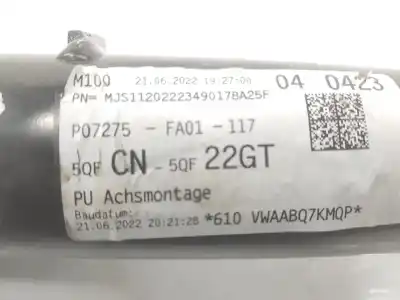 M100 21.06.2022 19:27:00 04 0423
PN= MJS1120222349017BA25F
P07275 -FA01 -117
5QF CN - 5QF 22GT
PU Achsmontage
Baudatum:
21.06.2022 20:21:28 *610 VWAABQ7KMQP*